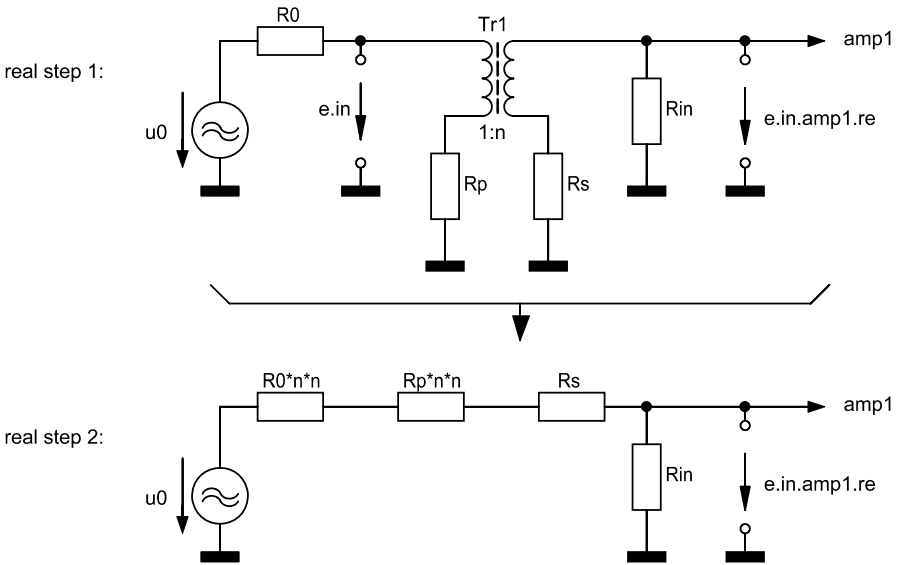 R0
Tr1
amp1
real step 1:
e.in
Rin
e.in.amp1.re
u0
1:n
Rp
Rs
R0*n*n
Rp*n*n
Rs
amp1
real step 2:
Rin
e.in.amp1.re
u0